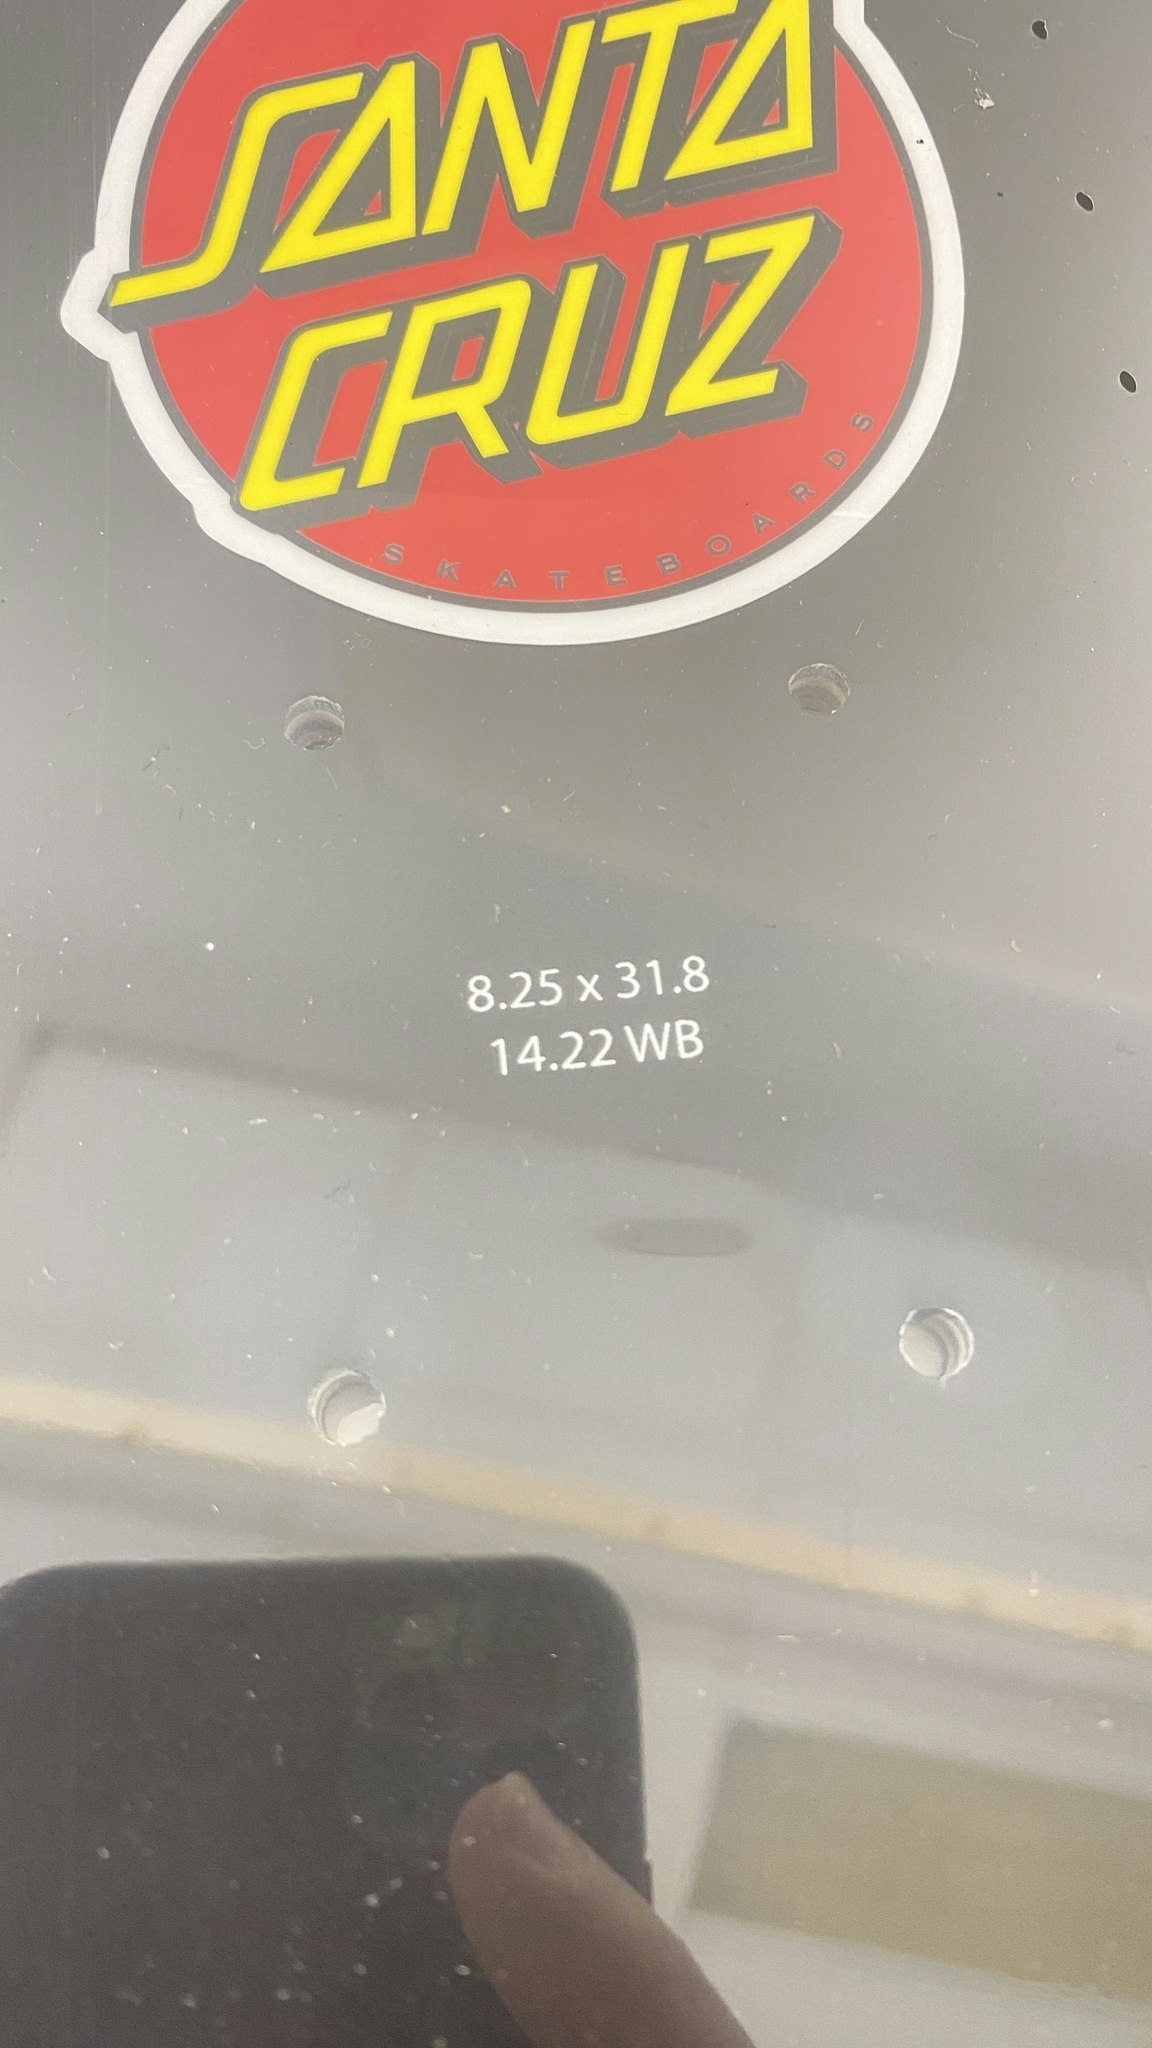 SANTA
CRUZ
SKATEBOARDS
8.25 x 31.8
14.22 WB